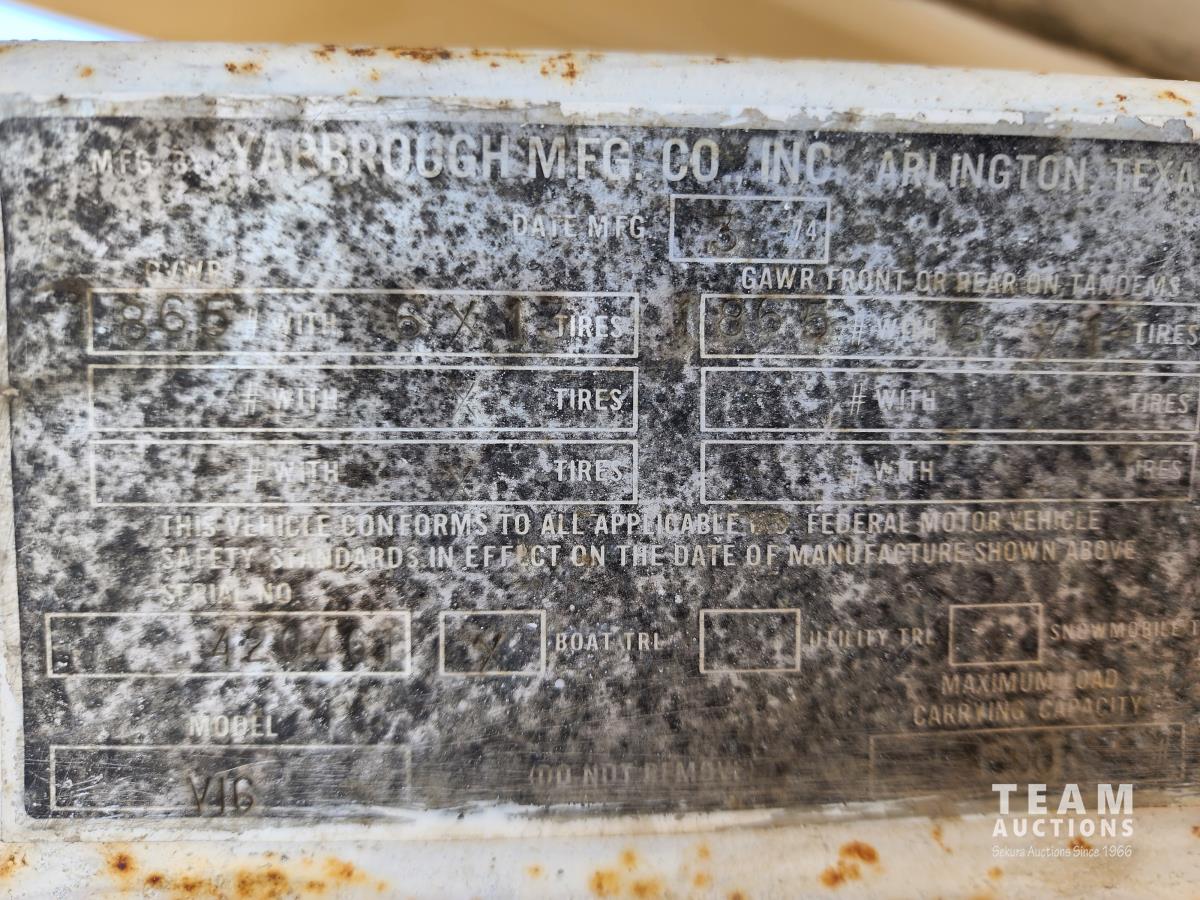 MFG. BY YARBROUGH MFG. CO., INC. ARLINGTON TEXA
DATE MFG. 3 -74
GVWR GAWR FRONT OR REAR ON TANDEMS
1865 # WITH 6 X 1 TIRES 1865 # WITH 6 X 1 TIRES
# WITH TIRES # WITH TIRES
# WITH TIRES # WITH TIRES
THIS VEHICLE CONFORMS TO ALL APPLICABLE FEDERAL MOTOR VEHICLE
SAFETY STANDARDS IN EFFECT ON THE DATE OF MANUFACTURE SHOWN ABOVE
SERIAL NO.
BOAT TRL UTILITY TRL SNOWMOBILE T
MAXIMUM LOAD
CARRYING CAPACITY
MODEL
(DO NOT REMOVE)
TEAM
AUCTIONS
Sekura Auctions Since 1966